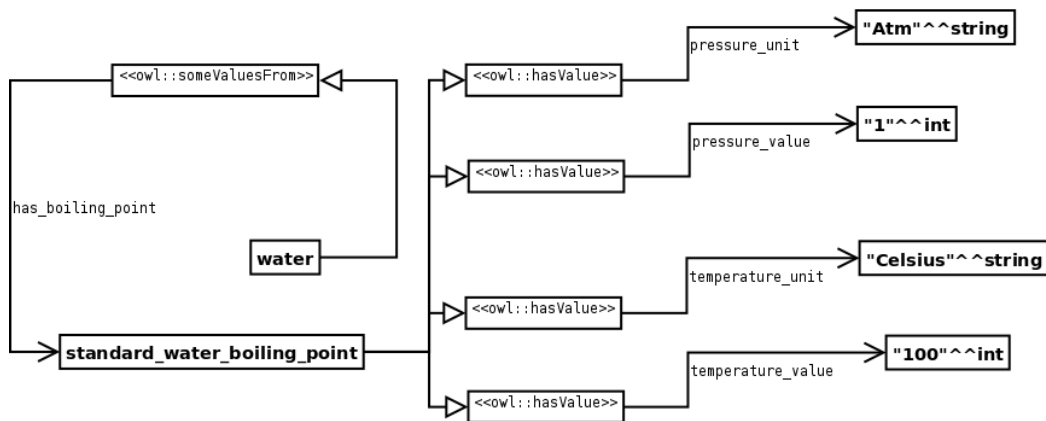 "Atm"^^string
pressure_unit
<<owl::someValuesFrom>>
<<owl::hasValue>>
"1"^^int
pressure_value
<<owl::hasValue>>
has_boiling_point
water
"Celsius"^^string
temperature_unit
<<owl::hasValue>>
standard_water_boiling_point
"100"^^int
temperature_value
<<owl::hasValue>>